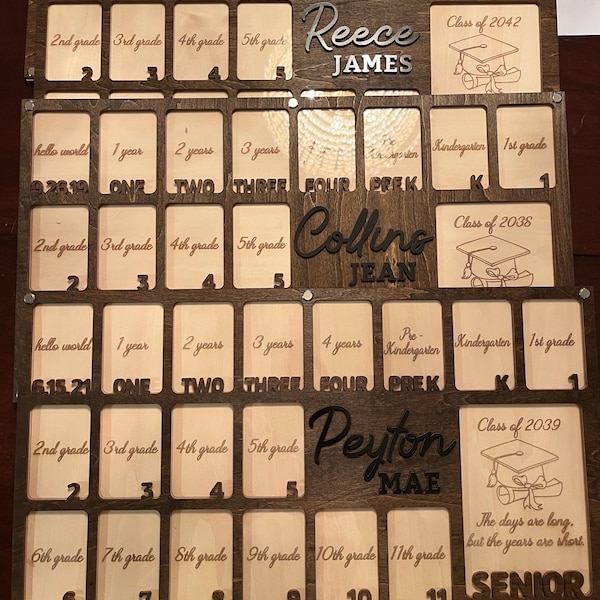 2nd grade 3rd grade 4th grade 5th grade Reece Class of 2042
2 3 4 5 JAMES
hello world 1 year 2 years 3 years Kindergarten 1st grade
9.26.19 ONE TWO THREE FOUR PRE K K 1
2nd grade 3rd grade 4th grade 5th grade Collins Class of 2038
2 3 4 5 JEAN
hello world 1 year 2 years 3 years 4 years Pre - Kindergarten Kindergarten 1st grade
6.15.21 ONE TWO THREE FOUR PRE K K 1
2nd grade 3rd grade 4th grade 5th grade Peyton Class of 2039
2 3 4 5 MAE
6th grade 7th grade 8th grade 9th grade 10th grade 11th grade The days are long,
but the years are short.
6 7 8 9 10 11 SENIOR